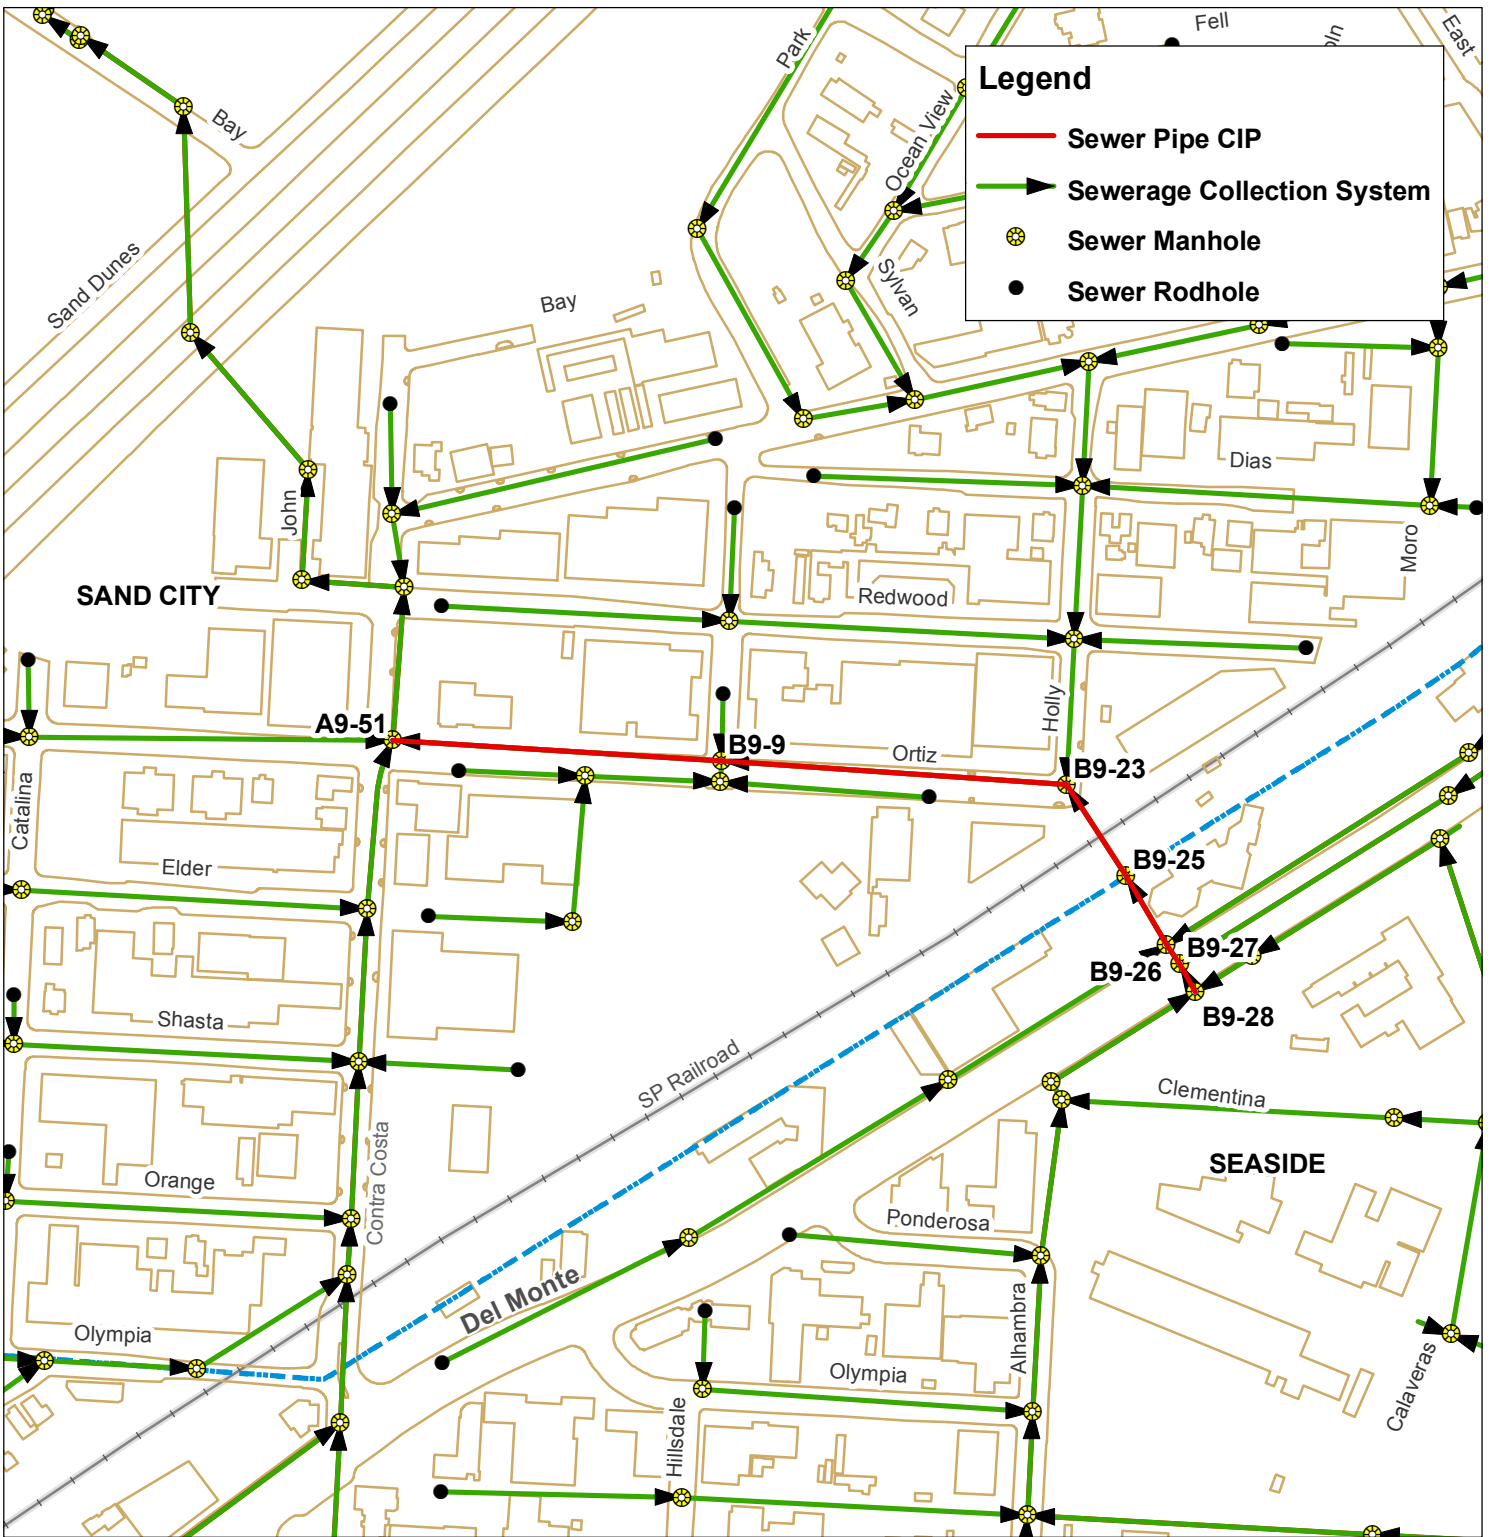 Fell
East
Park
oln
Legend
Sewer Pipe CIP
Sewerage Collection System
Sewer Manhole
Sewer Rodhole
Bay
Ocean View
Sand Dunes
Sylvan
Bay
Dias
John
Moro
SAND CITY
Redwood
Holly
A9-51
B9-9
Ortiz
B9-23
Catalina
Elder
B9-25
B9-27
B9-26
B9-28
Shasta
SP Railroad
Clementina
Contra Costa
SEASIDE
Orange
Ponderosa
Del Monte
Olympia
Alhambra
Olympia
Calaveras
Hillsdale